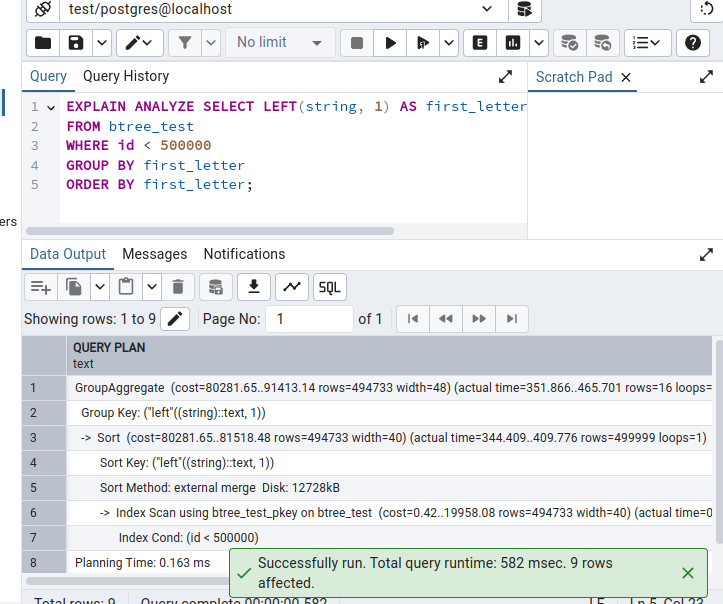 test/postgres@localhost
No limit
E
Query
Query History
Scratch Pad
1 EXPLAIN ANALYZE SELECT LEFT(string, 1) AS first_letter
2 FROM btree_test
3 WHERE id < 500000
4 GROUP BY first_letter
5 ORDER BY first_letter;
ers
Data Output
Messages
Notifications
SQL
Showing rows: 1 to 9
Page No: 1 of 1
QUERY PLAN
text
1 GroupAggregate (cost=80281.65..91413.14 rows=494733 width=48) (actual time=351.866..465.701 rows=16 loops=
2 Group Key: ("left"((string)::text, 1))
3 -> Sort (cost=80281.65..81518.48 rows=494733 width=40) (actual time=344.409..409.776 rows=499999 loops=1)
4 Sort Key: ("left"((string)::text, 1))
5 Sort Method: external merge Disk: 12728kB
6 -> Index Scan using btree_test_pkey on btree_test (cost=0.42..19958.08 rows=494733 width=40) (actual time=0
7 Index Cond: (id < 500000)
8 Planning Time: 0.163 ms
Successfully run. Total query runtime: 582 msec. 9 rows
affected.
Total rows: 9
Query complete 00:00:00.582
LF
Ln 5, Col 23